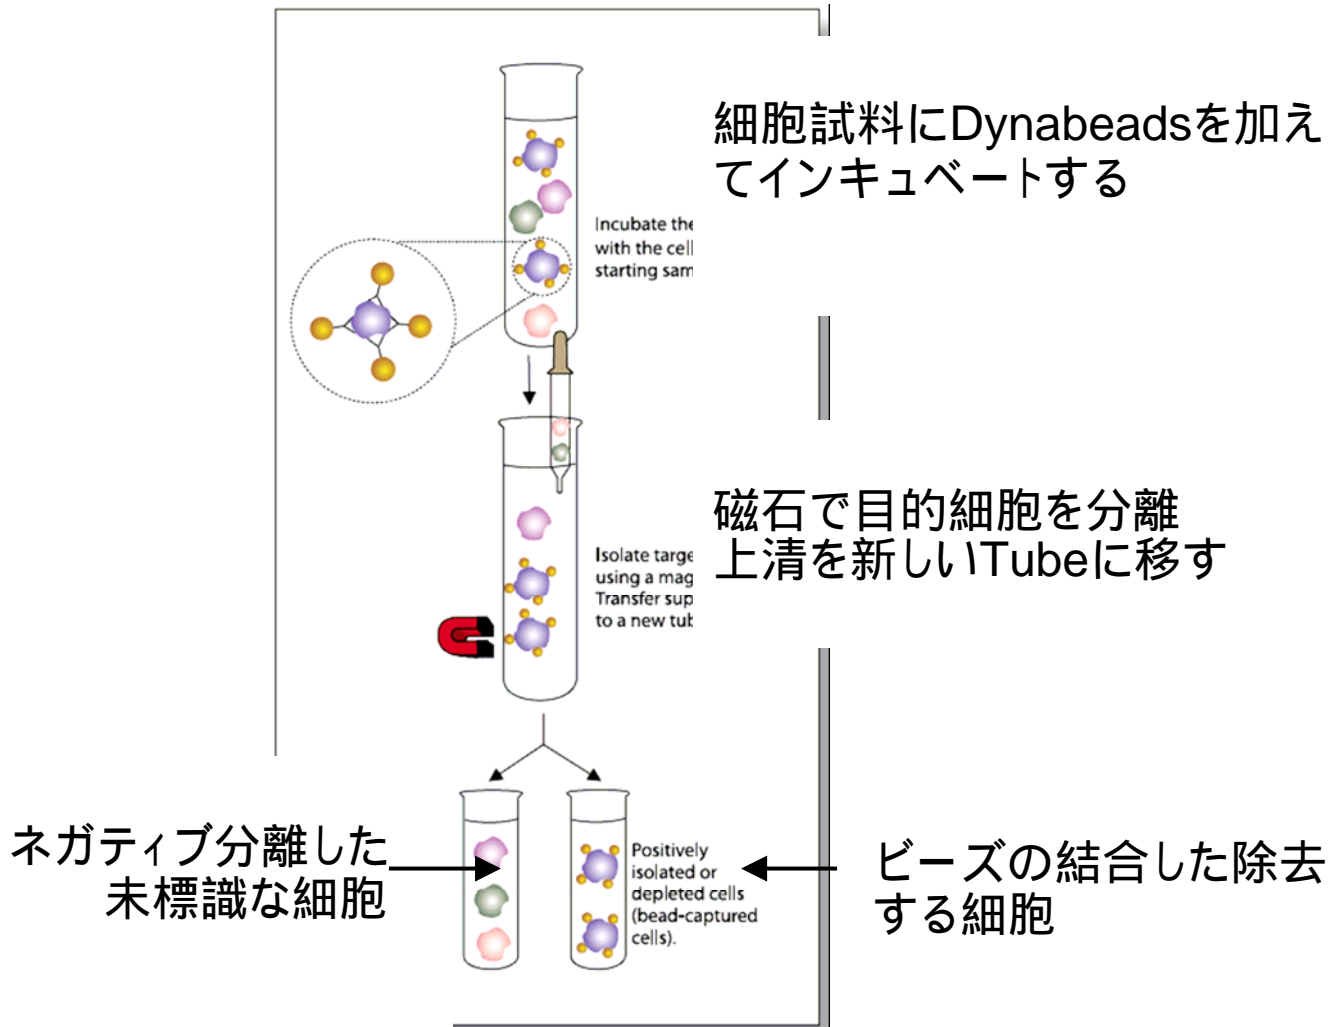 細胞試料にDynabeadsを加え
てインキュベートする
Incubate the
with the cell
starting sam
磁石で目的細胞を分離
上清を新しいTubeに移す
Isolate targe
using a mag
Transfer sup
to a new tub
ネガティブ分離した
未標識な細胞
Positively
isolated or
depleted cells
(bead-captured
cells).
ビーズの結合した除去
する細胞